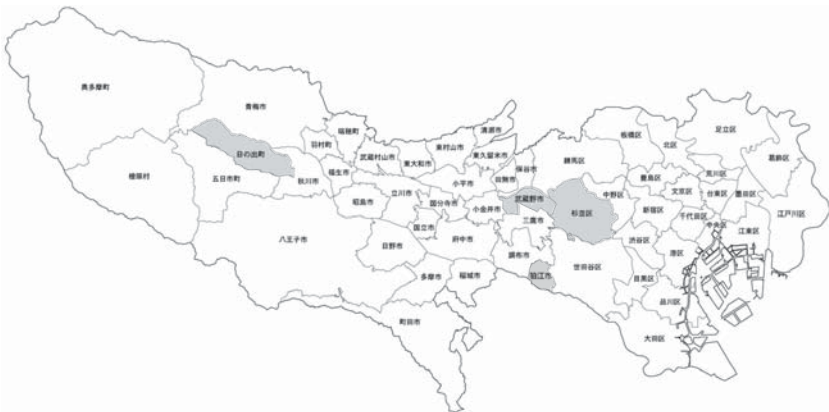 奥多摩町
檜原村
青梅市
日の出町
五日市町
秋川市
羽村町
瑞穂町
福生市
武蔵村山市
東大和市
東村山市
清瀬市
東久留米市
昭島市
立川市
小平市
田無市
保谷市
国分寺市
小金井市
武蔵野市
三鷹市
国立市
府中市
日野市
八王子市
調布市
狛江市
多摩市
稲城市
町田市
練馬区
板橋区
北区
足立区
葛飾区
荒川区
豊島区
文京区
台東区
墨田区
中野区
杉並区
新宿区
千代田区
中央区
江東区
江戸川区
渋谷区
港区
世田谷区
目黒区
品川区
大田区